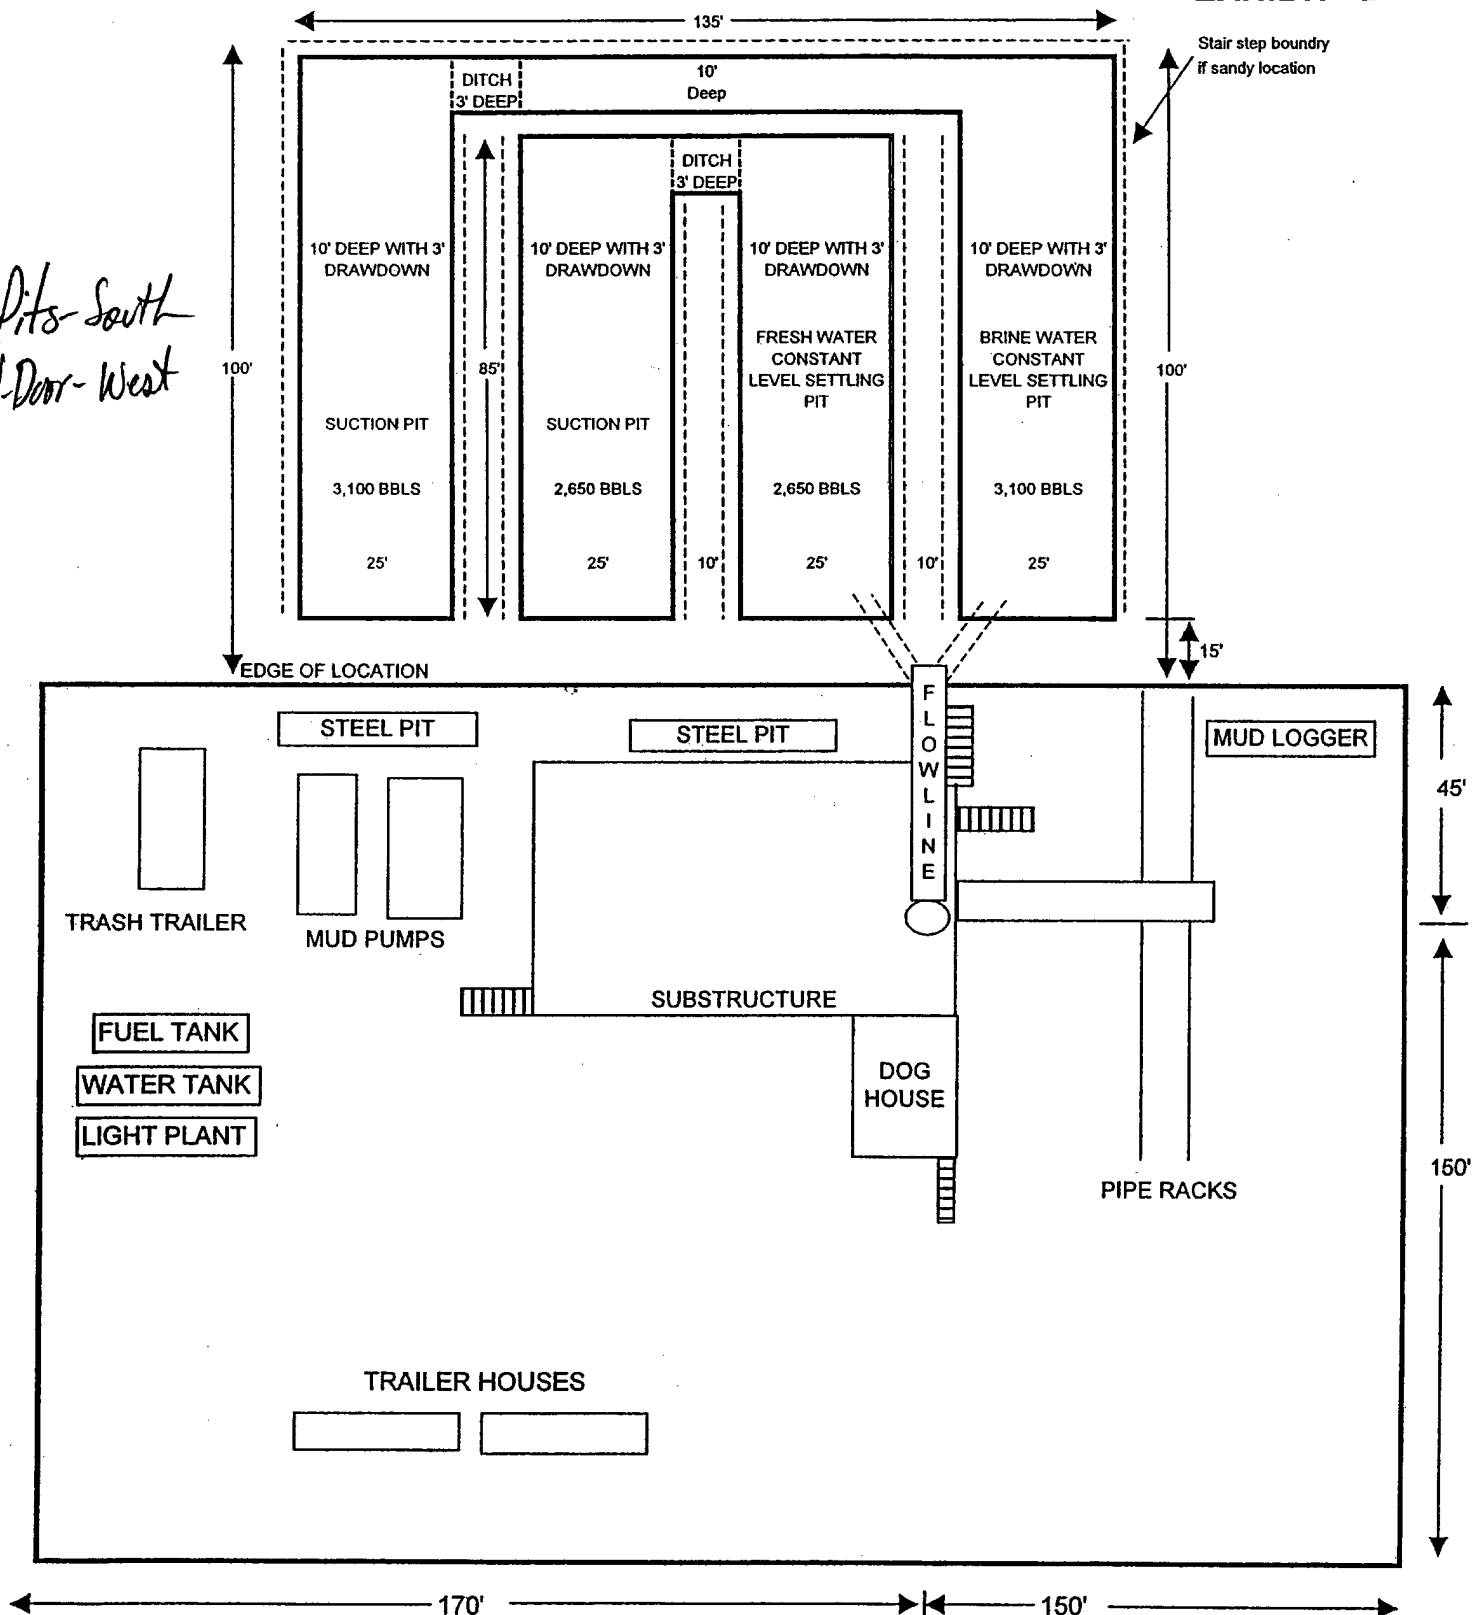 135'
Stair step boundry
if sandy location
DITCH
3' DEEP
10'
Deep
DITCH
3' DEEP
10' DEEP WITH 3'
DRAWDOWN
10' DEEP WITH 3'
DRAWDOWN
10' DEEP WITH 3'
DRAWDOWN
10' DEEP WITH 3'
DRAWDOWN
Pits-South
Door-West
100'
85'
FRESH WATER
CONSTANT
LEVEL SETTLING
PIT
BRINE WATER
CONSTANT
LEVEL SETTLING
PIT
100'
SUCTION PIT
SUCTION PIT
3,100 BBLS
2,650 BBLS
2,650 BBLS
3,100 BBLS
25'
25'
10'
25'
10'
25'
15'
EDGE OF LOCATION
STEEL PIT
STEEL PIT
FLOWLINE
MUD LOGGER
45'
TRASH TRAILER
MUD PUMPS
SUBSTRUCTURE
FUEL TANK
WATER TANK
LIGHT PLANT
DOG
HOUSE
150'
PIPE RACKS
TRAILER HOUSES
170'
150'